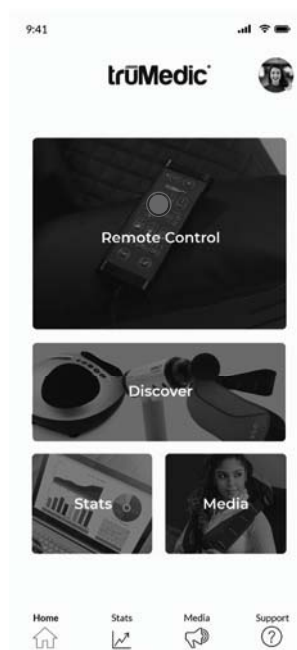 9:41
trūMedic
Remote Control
Discover
Stats
Media
Home
Stats
Media
Support